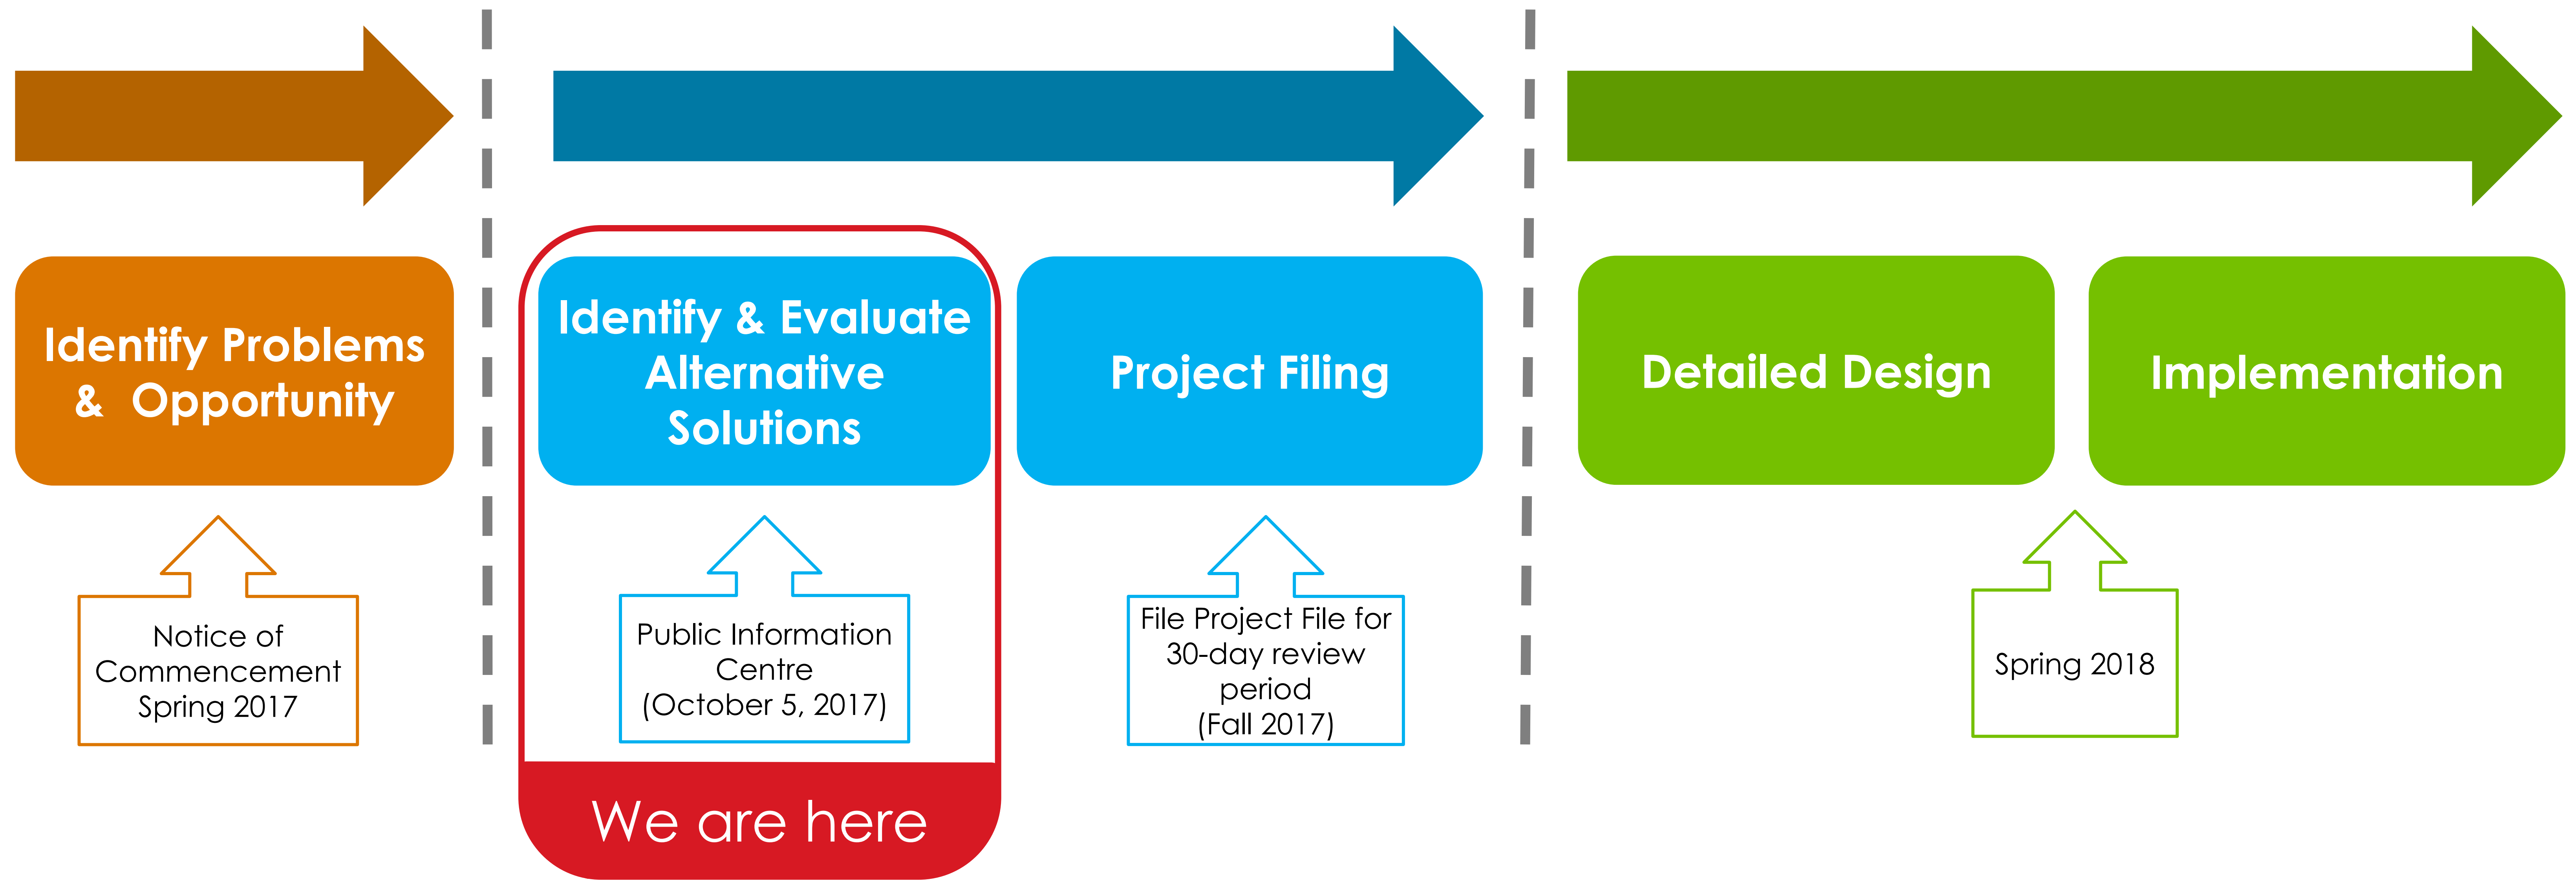 Identify Problems
& Opportunity
Identify & Evaluate
Alternative
Solutions
Project Filing
Detailed Design
Implementation
Notice of
Commencement
Spring 2017
Public Information
Centre
(October 5, 2017)
File Project File for
30-day review
period
(Fall 2017)
Spring 2018
We are here